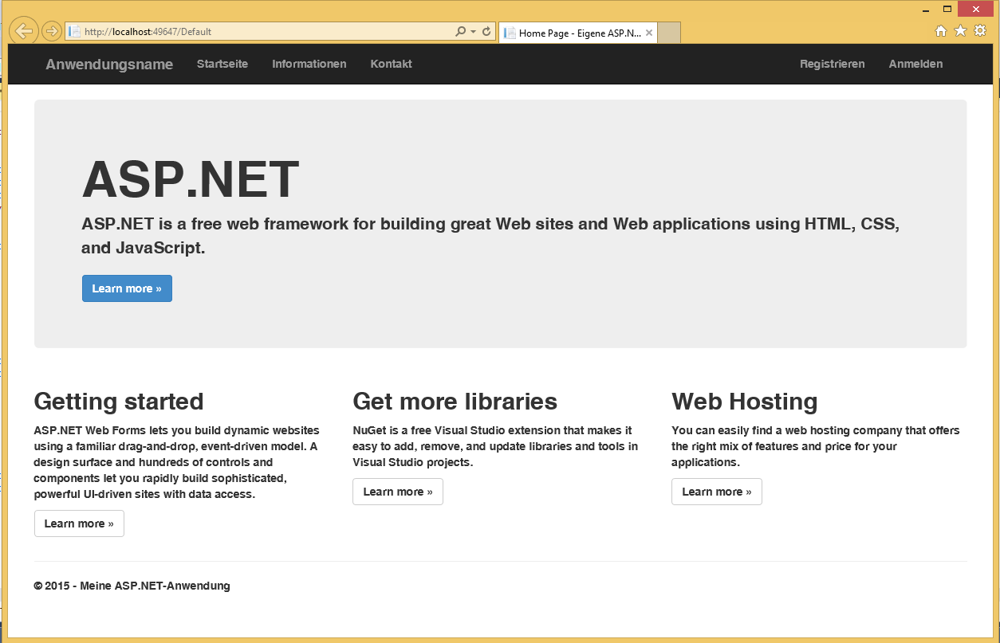 http://localhost:49647/Default
Home Page - Eigene ASP.N...
Anwendungsname Startseite Informationen Kontakt Registrieren Anmelden
ASP.NET
ASP.NET is a free web framework for building great Web sites and Web applications using HTML, CSS,
and JavaScript.
Learn more »
Getting started
ASP.NET Web Forms lets you build dynamic websites
using a familiar drag-and-drop, event-driven model. A
design surface and hundreds of controls and
components let you rapidly build sophisticated,
powerful UI-driven sites with data access.
Learn more »
Get more libraries
NuGet is a free Visual Studio extension that makes it
easy to add, remove, and update libraries and tools in
Visual Studio projects.
Learn more »
Web Hosting
You can easily find a web hosting company that offers
the right mix of features and price for your
applications.
Learn more »
© 2015 - Meine ASP.NET-Anwendung